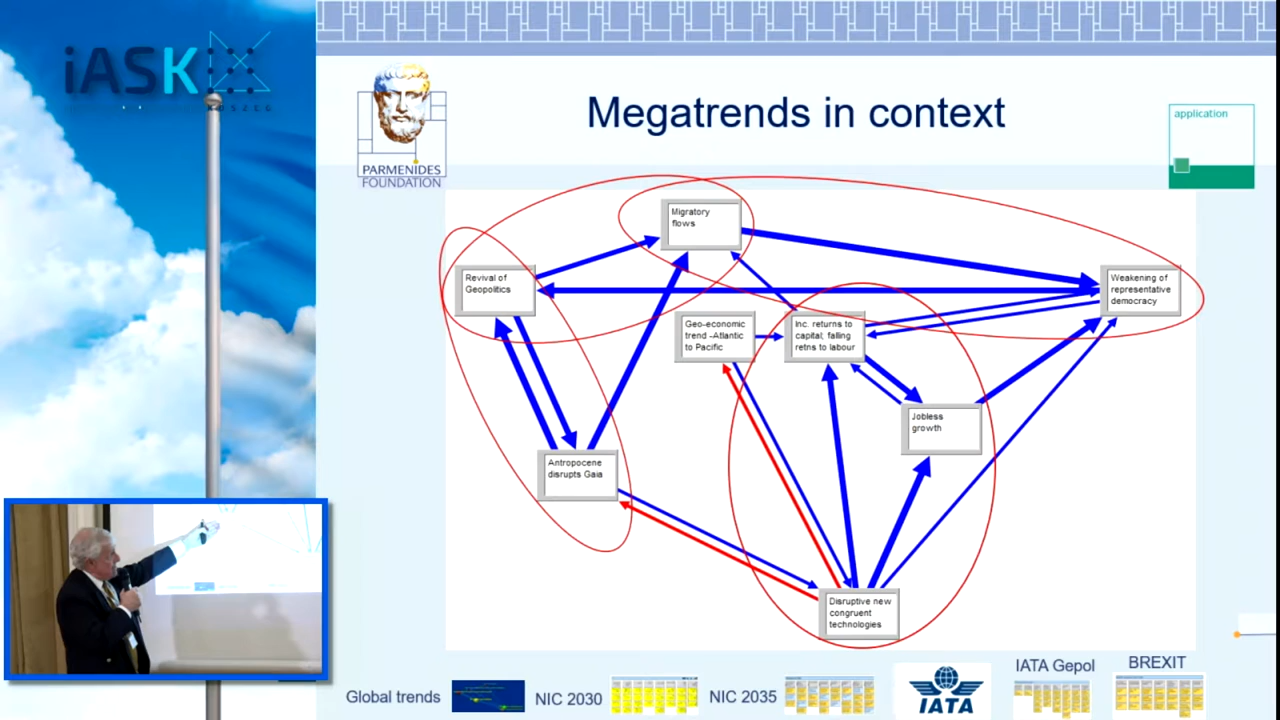 iASK
KOSZEG
Megatrends in context
PARMENIDES
FOUNDATION
application
Migratory
flows
Revival of
Geopolitics
Weakening of
representative
democracy
Geo-economic
trend -Atlantic
to Pacific
Inc. returns to
capital; falling
retns to labour
Jobless
growth
Antropocene
disrupts Gaia
Disruptive new
congruent
technologies
Global trends
NIC 2030
NIC 2035
IATA
IATA Gepol
BREXIT